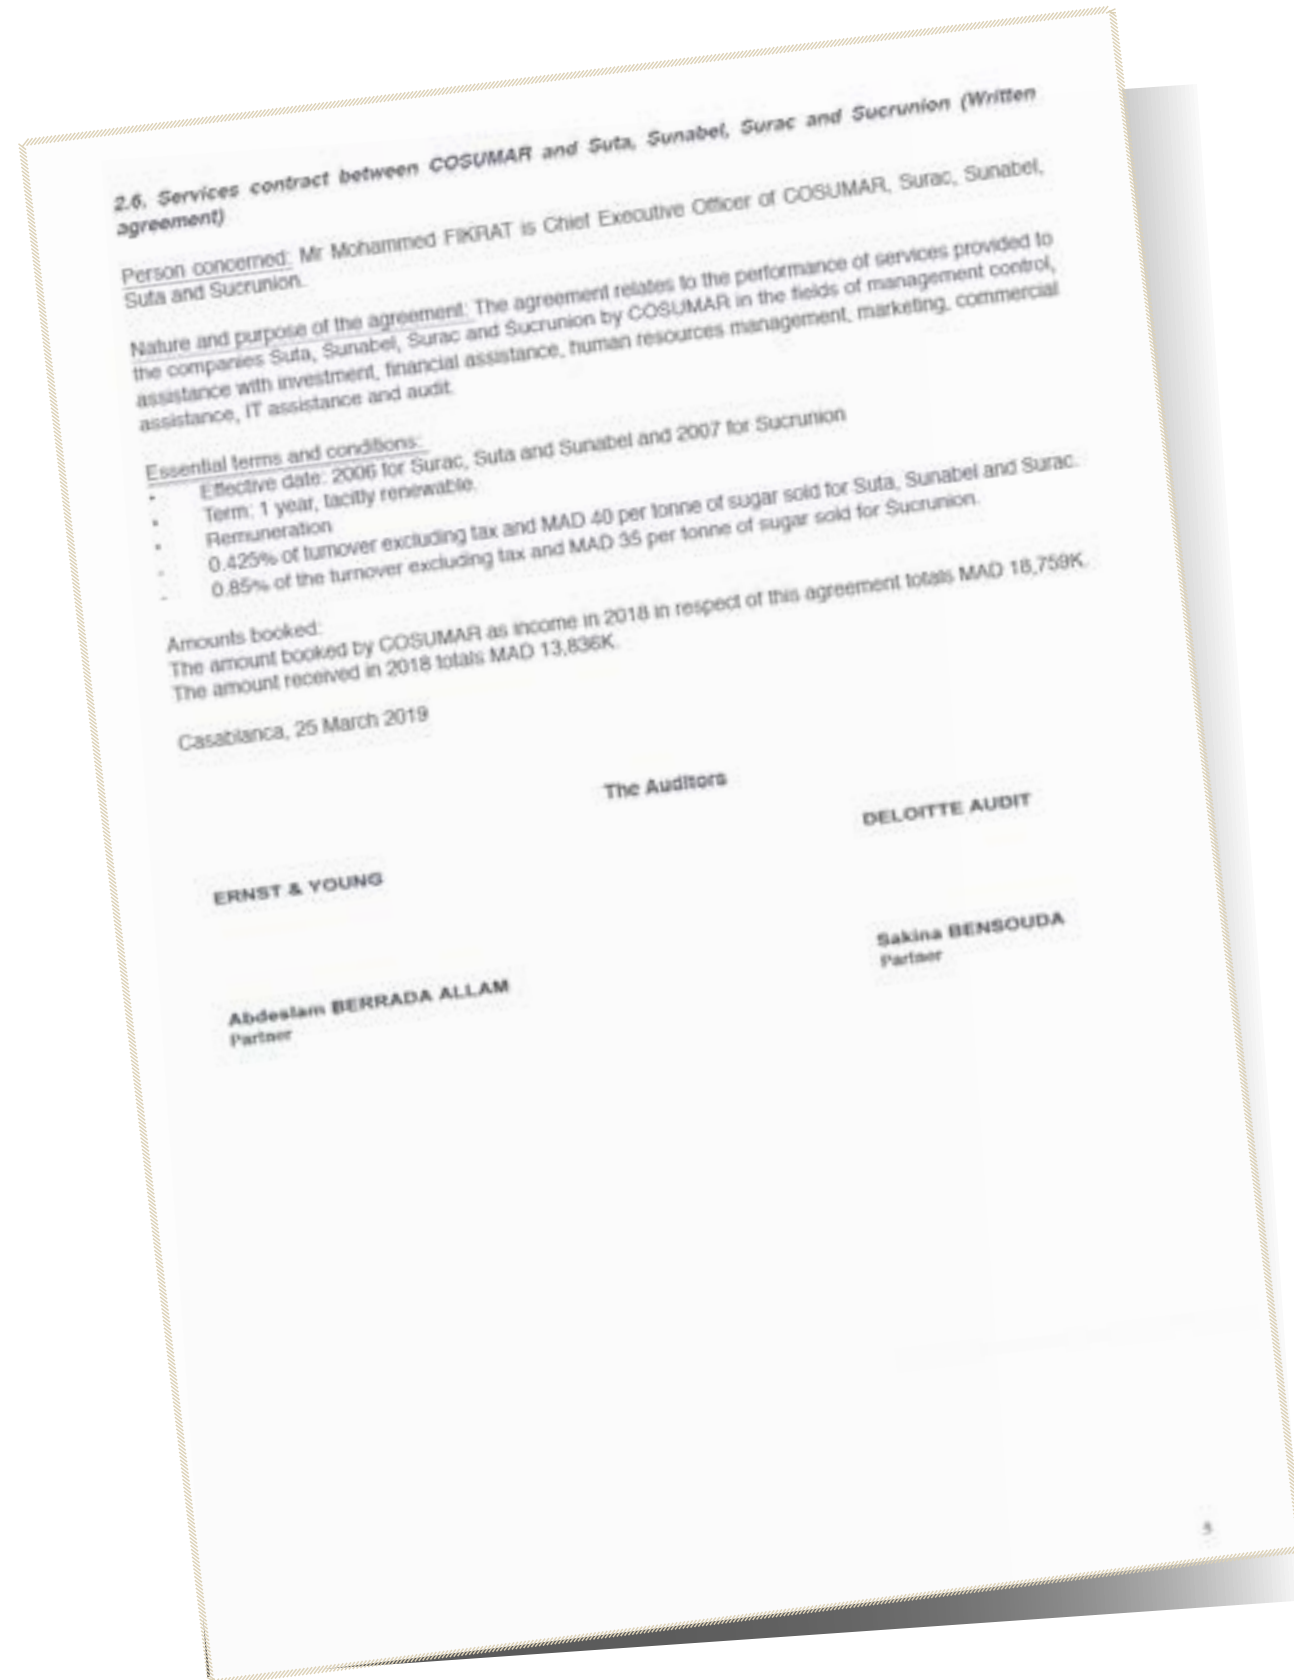 2.6. Services contract between COSUMAR and Suta, Sunabel, Surac and Sucrunion (Written
agreement)
Person concerned: Mr Mohammed FIKRAT is Chief Executive Officer of COSUMAR, Surac, Sunabel,
Suta and Sucrunion.
Nature and purpose of the agreement: The agreement relates to the performance of services provided to
the companies Suta, Sunabel, Surac and Sucrunion by COSUMAR in the fields of management control,
assistance with investment, financial assistance, human resources management, marketing, commercial
assistance, IT assistance and audit.
Essential terms and conditions:
• Effective date: 2006 for Surac, Suta and Sunabel and 2007 for Sucrunion
• Term: 1 year, tacitly renewable.
• Remuneration
- 0.425% of turnover excluding tax and MAD 40 per tonne of sugar sold for Suta, Sunabel and Surac.
- 0.85% of the turnover excluding tax and MAD 35 per tonne of sugar sold for Sucrunion.
Amounts booked:
The amount booked by COSUMAR as income in 2018 in respect of this agreement totals MAD 18,759K.
The amount received in 2018 totals MAD 13,836K.
Casablanca, 25 March 2019
The Auditors
DELOITTE AUDIT
ERNST & YOUNG
Sakina BENSOUDA
Partner
Abdeslam BERRADA ALLAM
Partner